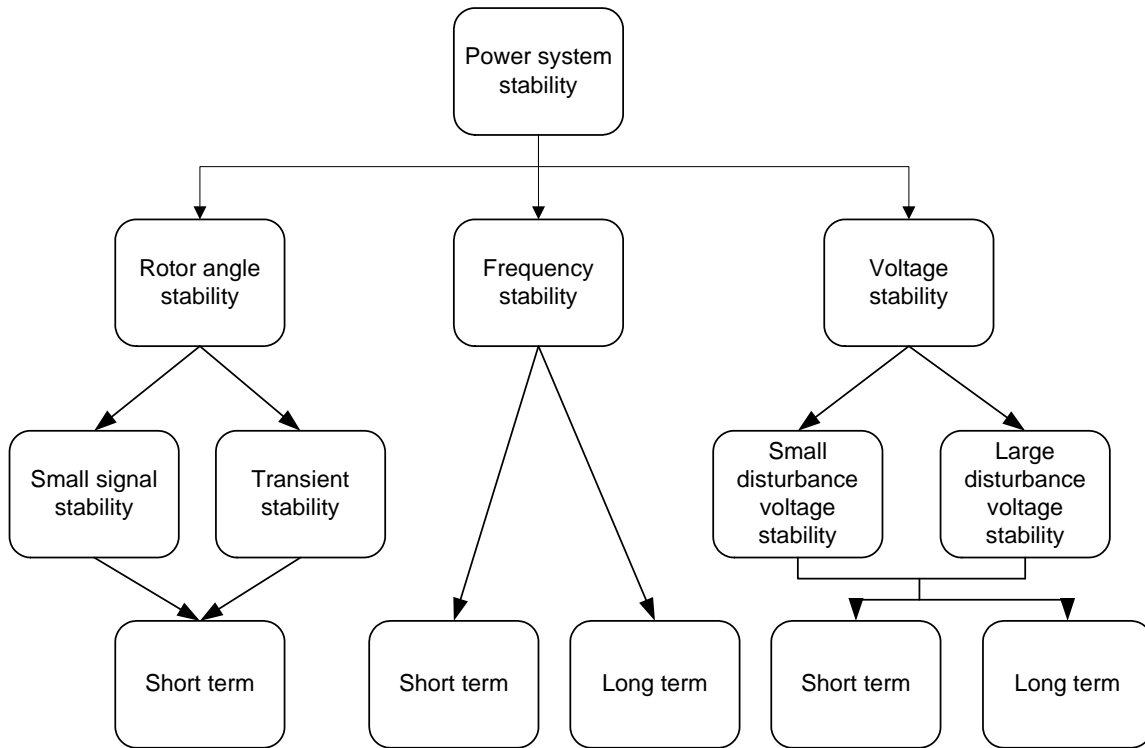 Power system
stability
Rotor angle
stability
Frequency
stability
Voltage
stability
Small signal
stability
Transient
stability
Small
disturbance
voltage
stability
Large
disturbance
voltage
stability
Short term
Short term
Long term
Short term
Long term